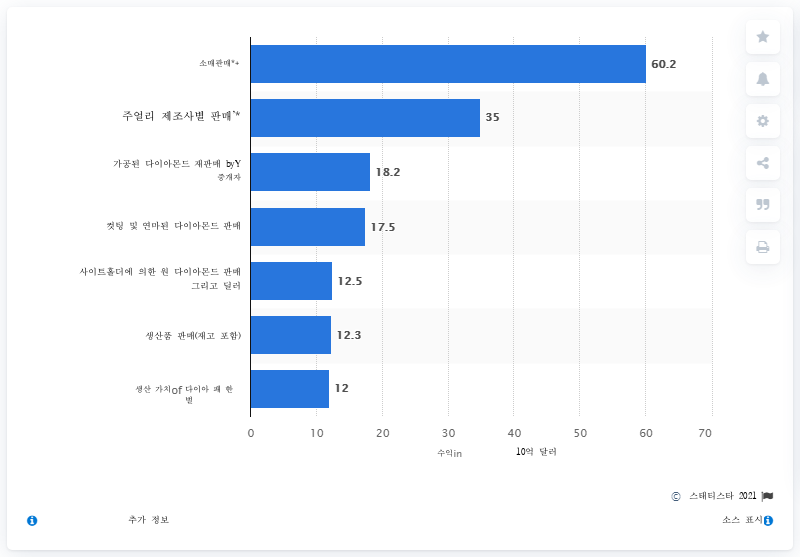 소매판매*+
60.2
주얼리 제조사별 판매'*
35
가공된 다이아몬드 재판매 byY
중개자
18.2
컷팅 및 연마된 다이아몬드 판매
17.5
사이트홀더에 의한 원 다이아몬드 판매
그리고 딜러
12.5
생산품 판매(재고 포함)
12.3
생산 가치of 다이아 패 한
별
12
0 10 20 30 40 50 60 70
수익in 10억 달러
© 스태티스타 2021
추가 정보
소스 표시